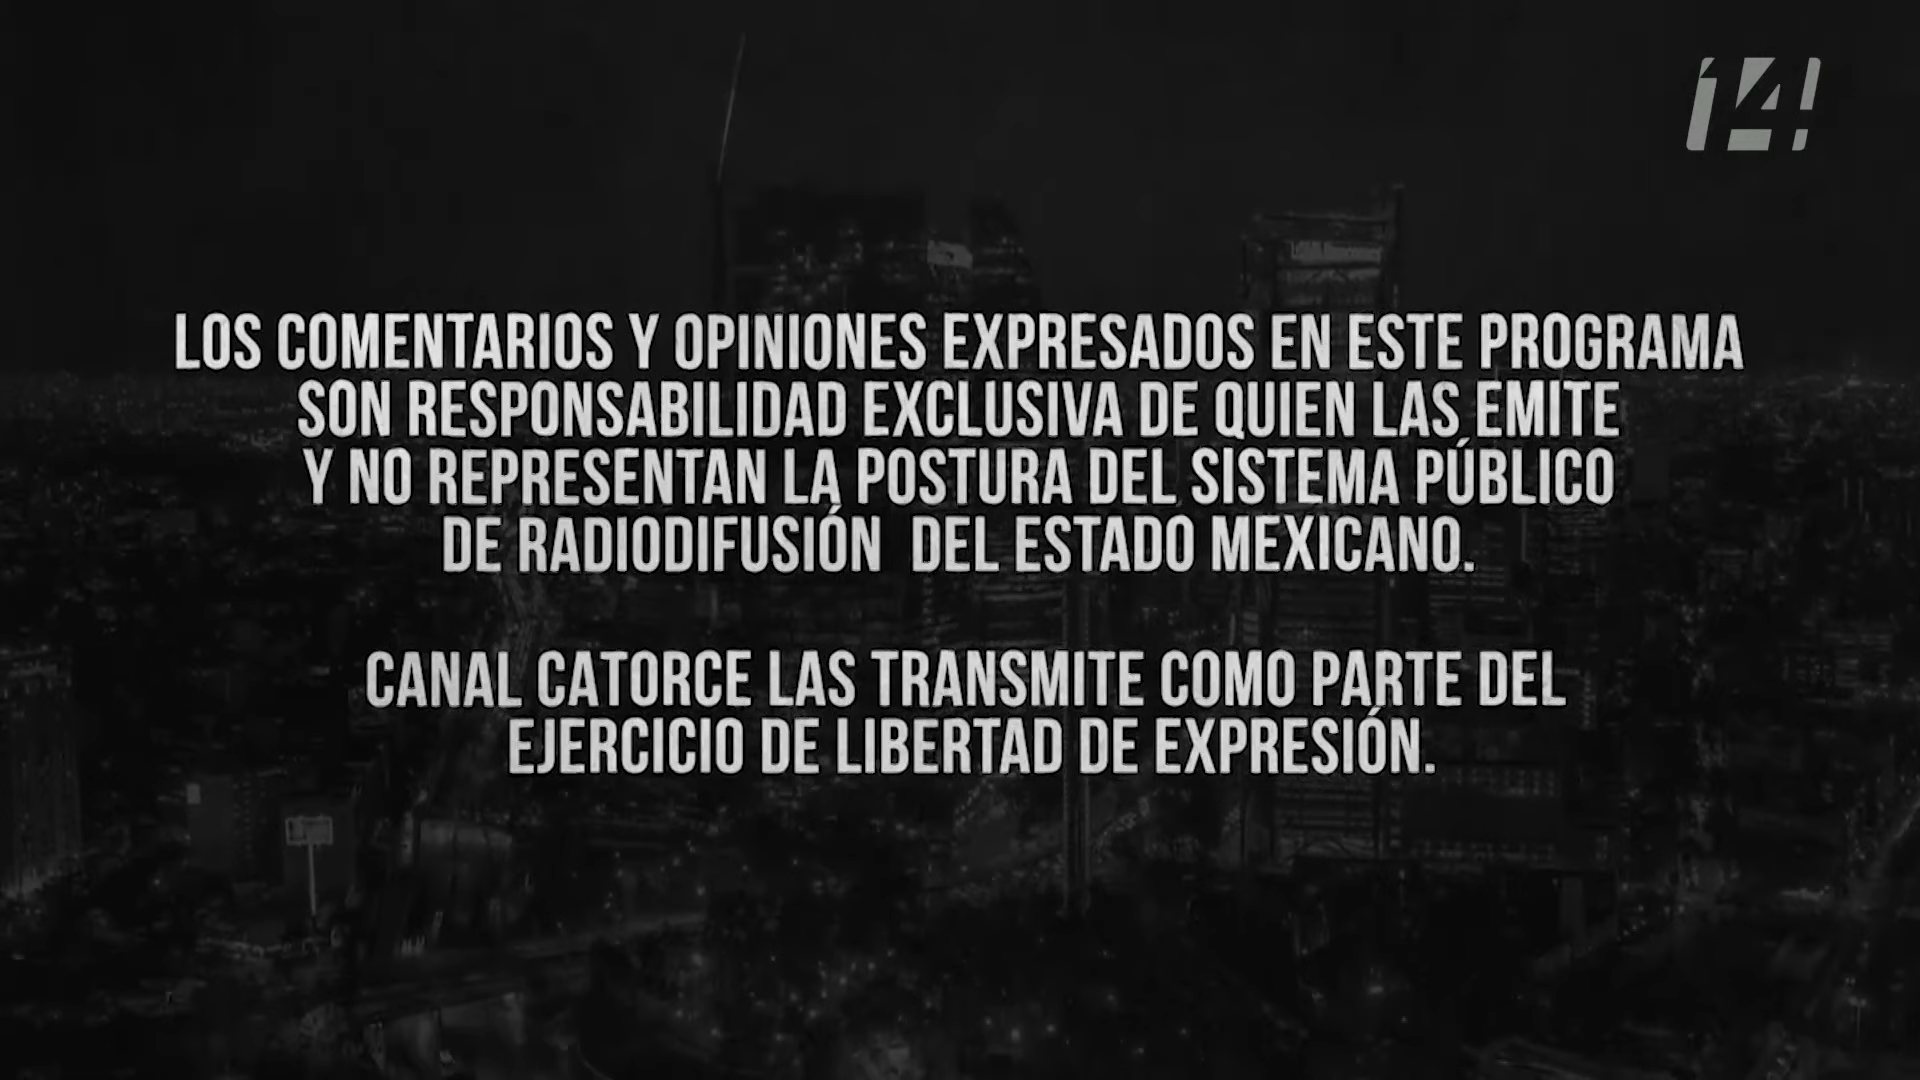 14!
LOS COMENTARIOS Y OPINIONES EXPRESADOS EN ESTE PROGRAMA
SON RESPONSABILIDAD EXCLUSIVA DE QUIEN LAS EMITE
Y NO REPRESENTAN LA POSTURA DEL SISTEMA PÚBLICO
DE RADIODIFUSIÓN DEL ESTADO MEXICANO.
CANAL CATORCE LAS TRANSMITE COMO PARTE DEL
EJERCICIO DE LIBERTAD DE EXPRESIÓN.